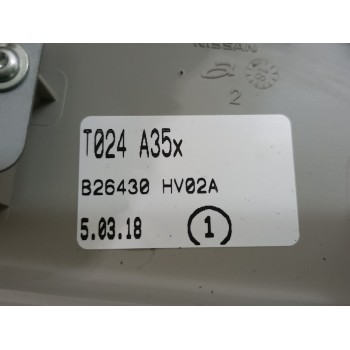 NISSAN
2
T024 A35x
B26430 HV02A
5.03.18 1